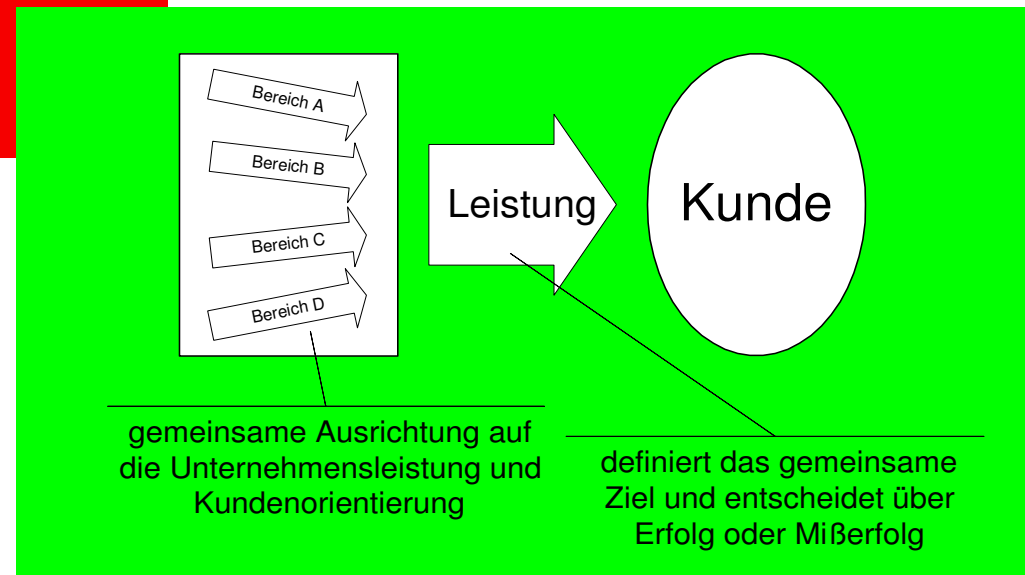 Bereich A
Bereich B
Bereich C
Bereich D
Leistung
Kunde
gemeinsame Ausrichtung auf
die Unternehmensleistung und
Kundenorientierung
definiert das gemeinsame
Ziel und entscheidet über
Erfolg oder Mißerfolg